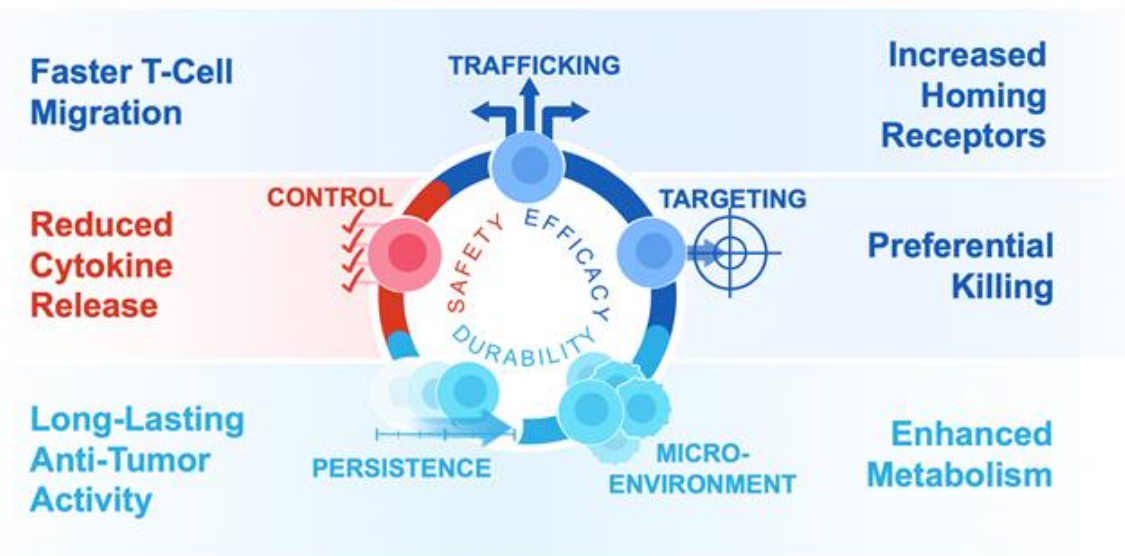 Faster T-Cell
Migration
TRAFFICKING
Increased
Homing
Receptors
CONTROL
TARGETING
Reduced
Cytokine
Release
SAFETY
EFFICACY
DURABILITY
Preferential
Killing
Long-Lasting
Anti-Tumor
Activity
PERSISTENCE
MICRO-
ENVIRONMENT
Enhanced
Metabolism